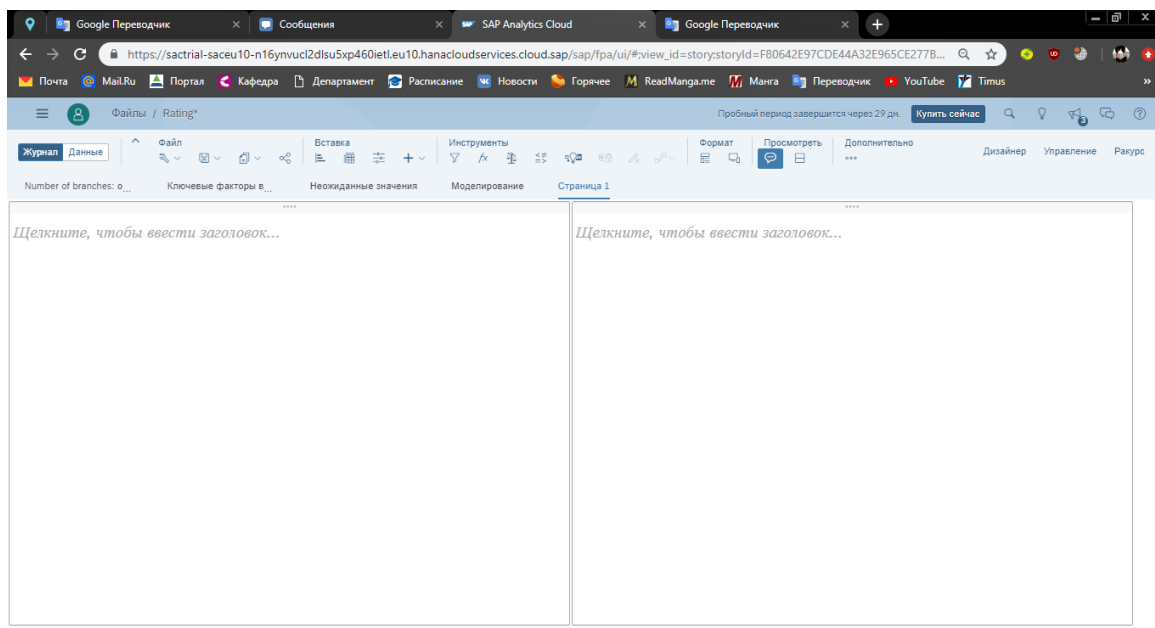 Google Переводчик Сообщения SAP Analytics Cloud Google Переводчик
https://sactrial-saceu10-n16ynvucl2dlsu5xp460ietl.eu10.hanacloudservices.cloud.sap/sap/fpa/ui/#;view_id=story;storyId=F80642E97CDE44A32E965CE277B...
Почта Mail.Ru Портал Кафедра Департамент Расписание Новости Горячее ReadManga.me Манга Переводчик YouTube Timus »
Файлы / Rating* Пробный период завершится через 29 дн. Купить сейчас 3
Журнал Данные Файл Вставка Инструменты Формат Просмотреть Дополнительно Дизайнер Управление Ракурс
Number of branches: o... Ключевые факторы в... Неожиданные значения Моделирование Страница 1
Щелкните, чтобы ввести заголовок... Щелкните, чтобы ввести заголовок...